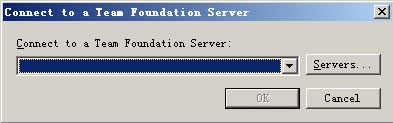 Connect to a Team Foundation Server
Connect to a Team Foundation Server:
Servers...
OK
Cancel